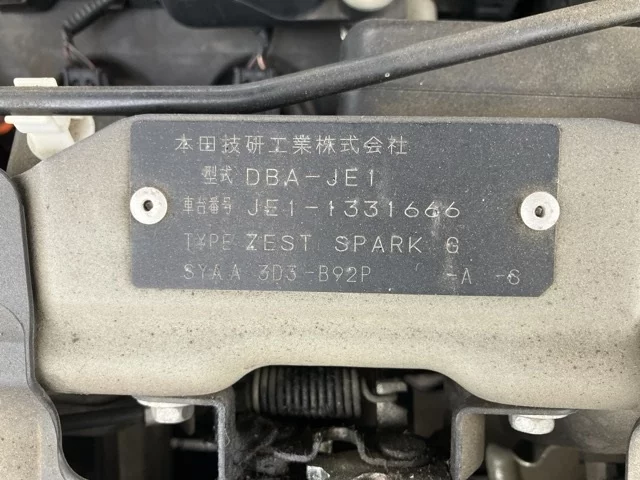 本田技研工業株式会社
型式 DBA-JE1
車台番号 JE1-1331666
TYPE ZEST SPARK G
SYAA 3D3-B92P -A -S